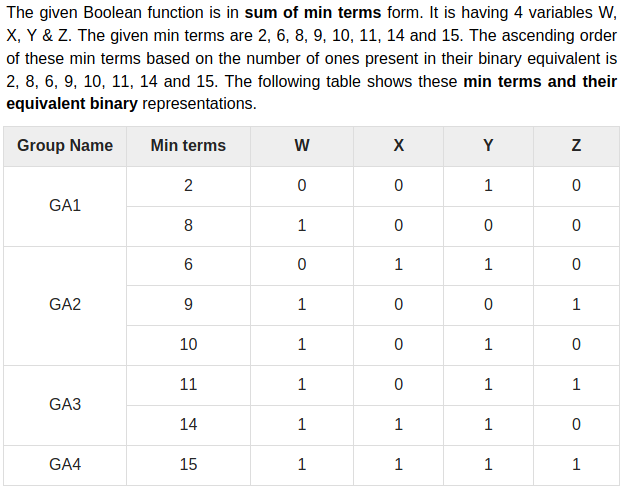 The given Boolean function is in sum of min terms form. It is having 4 variables W,
X, Y & Z. The given min terms are 2, 6, 8, 9, 10, 11, 14 and 15. The ascending order
of these min terms based on the number of ones present in their binary equivalent is
2, 8, 6, 9, 10, 11, 14 and 15. The following table shows these min terms and their
equivalent binary representations.
Group Name Min terms W X Y Z
GA1
2 0 0 1 0
8 1 0 0 0
GA2
6 0 1 1 0
9 1 0 0 1
10 1 0 1 0
GA3
11 1 0 1 1
14 1 1 1 0
GA4 15 1 1 1 1